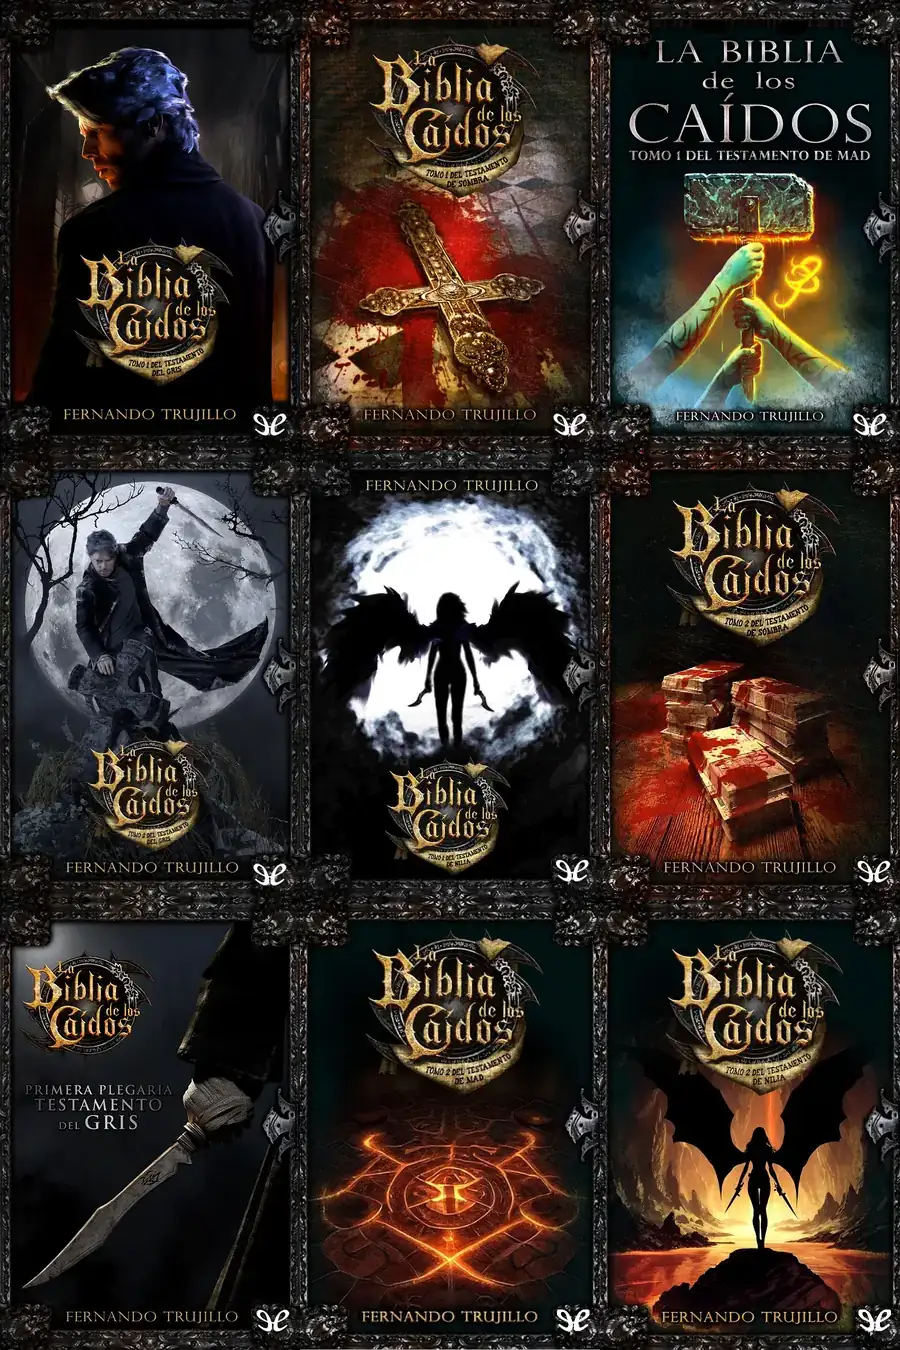 La
Biblia
de los
Caídos
TOMO 1 DEL TESTAMENTO
DEL GRIS
FERNANDO TRUJILLO
La
Biblia
de los
Caídos
TOMO 1 DEL TESTAMENTO
DE SOMBRA
FERNANDO TRUJILLO
LA BIBLIA
de los
CAÍDOS
TOMO 1 DEL TESTAMENTO DE MAD
FERNANDO TRUJILLO
La
Biblia
de los
Caídos
TOMO 2 DEL TESTAMENTO
DEL GRIS
FERNANDO TRUJILLO
FERNANDO TRUJILLO
La
Biblia
de los
Caídos
TOMO 1 DEL TESTAMENTO
DE NILIA
La
Biblia
de los
Caídos
TOMO 2 DEL TESTAMENTO
DE SOMBRA
FERNANDO TRUJILLO
La
Biblia
de los
Caídos
PRIMERA PLEGARIA
TESTAMENTO
DEL GRIS
FERNANDO TRUJILLO
La
Biblia
de los
Caídos
TOMO 2 DEL TESTAMENTO
DE MAD
FERNANDO TRUJILLO
La
Biblia
de los
Caídos
TOMO 2 DEL TESTAMENTO
DE NILIA
FERNANDO TRUJILLO